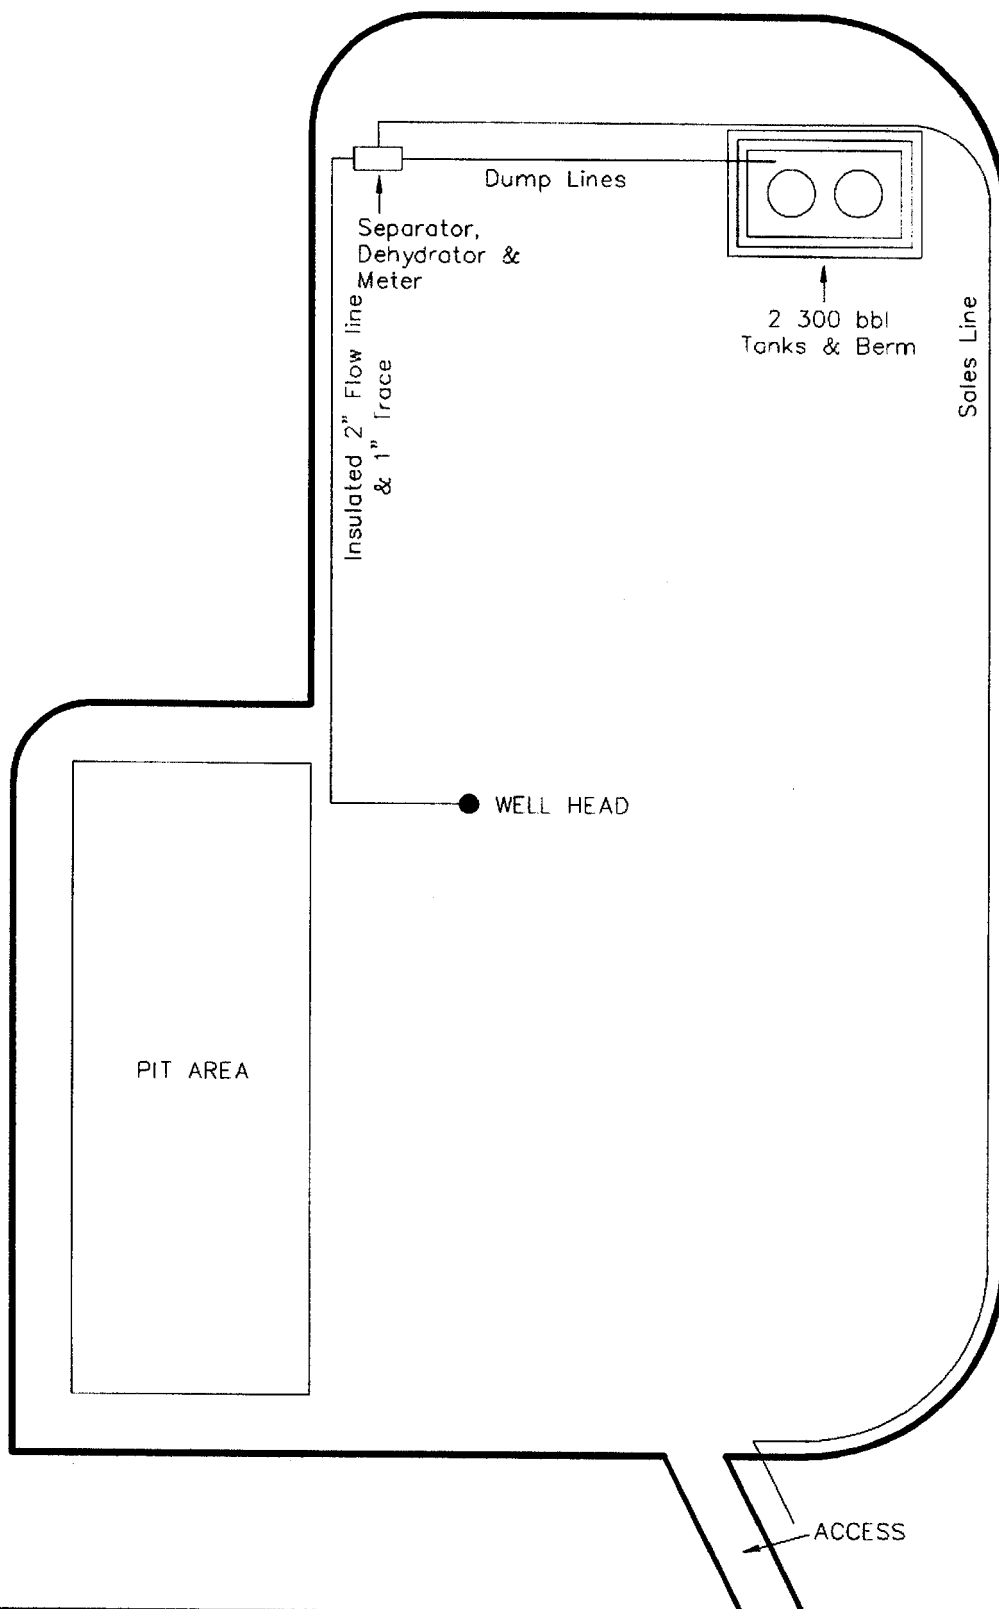 Dump Lines
Separator,
Dehydrator &
Meter
2 300 bbl
Tanks & Berm
Sales Line
Insulated 2" Flow line
& 1" Trace
WELL HEAD
PIT AREA
ACCESS